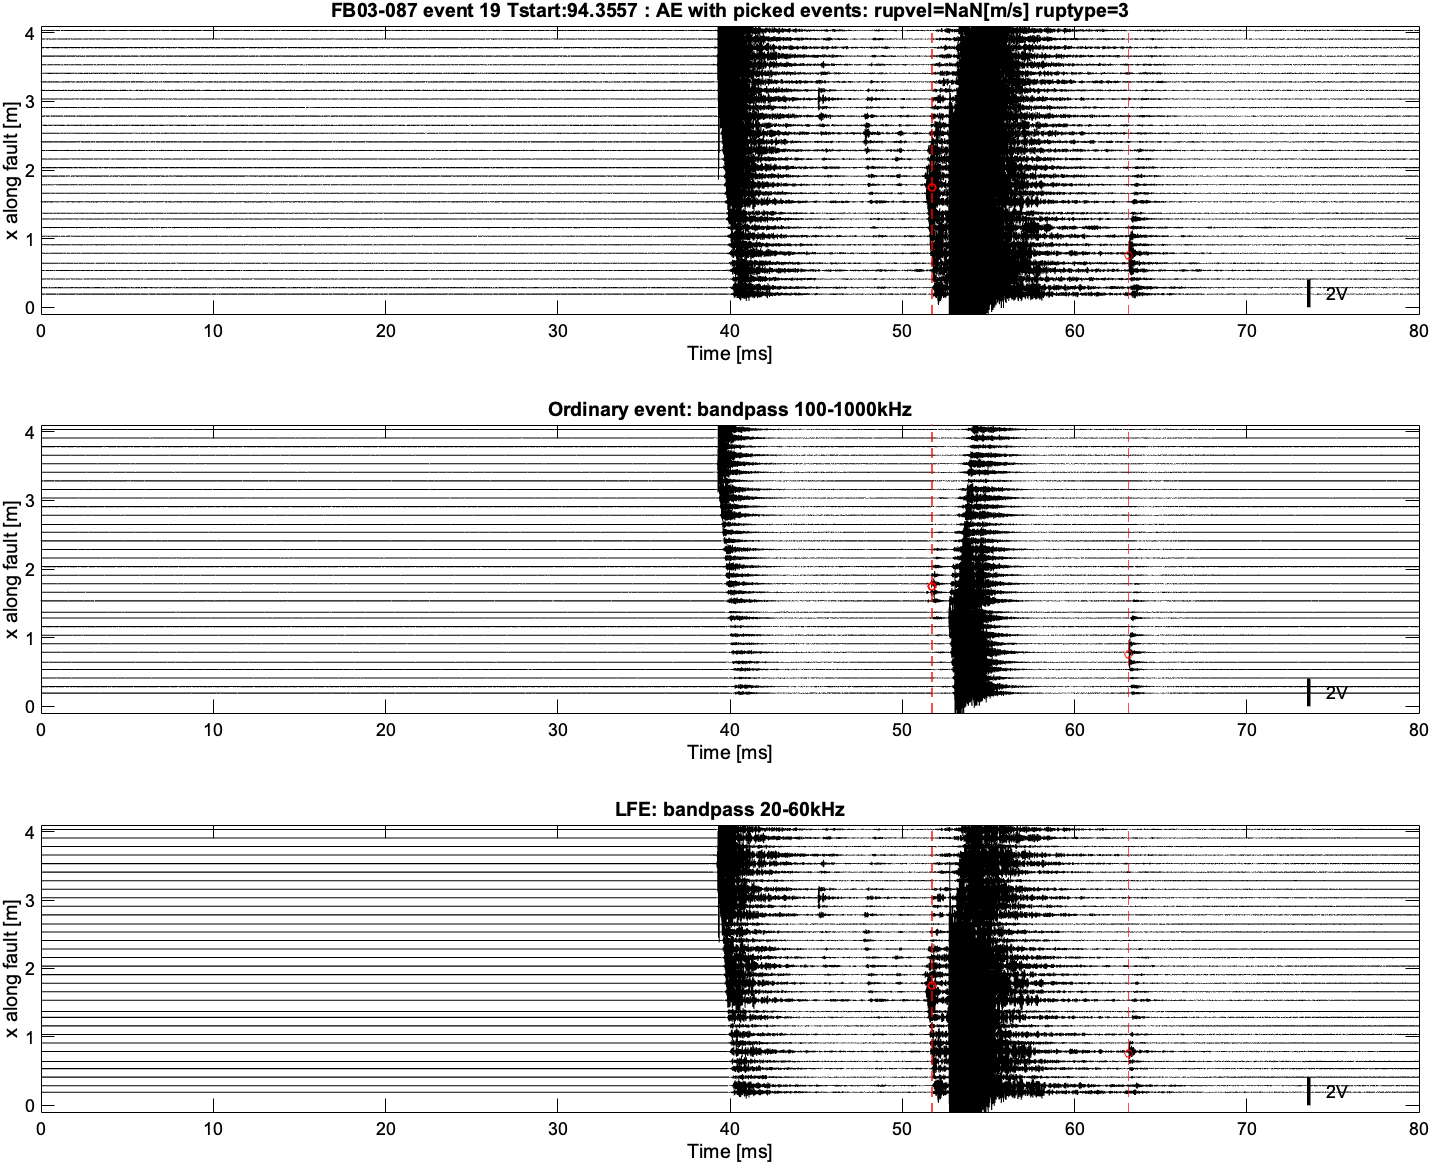 FB03-087 event 19 Tstart:94.3557 : AE with picked events: rupvel=NaN[m/s] ruptype=3
4
3
2
1
0
x along fault [m]
2V
0 10 20 30 40 50 60 70 80
Time [ms]
Ordinary event: bandpass 100-1000kHz
4
3
2
1
0
x along fault [m]
2V
0 10 20 30 40 50 60 70 80
Time [ms]
LFE: bandpass 20-60kHz
4
3
2
1
0
x along fault [m]
2V
0 10 20 30 40 50 60 70 80
Time [ms]